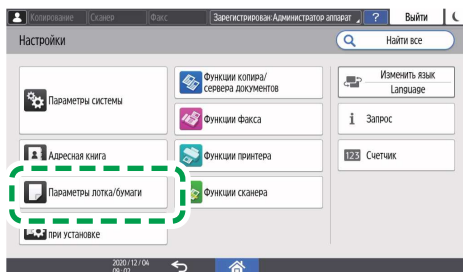 Копирование
Сканер
Факс
Зарегистрирован:Администратор аппарат
?
Выйти
Настройки
Найти все
Параметры системы
Функции копира/
сервера документов
Изменить язык
Language
Функции факса
Запрос
Адресная книга
Функции принтера
123 Счетчик
Параметры лотка/бумаги
Функции сканера
при установке
2020 / 12 / 04